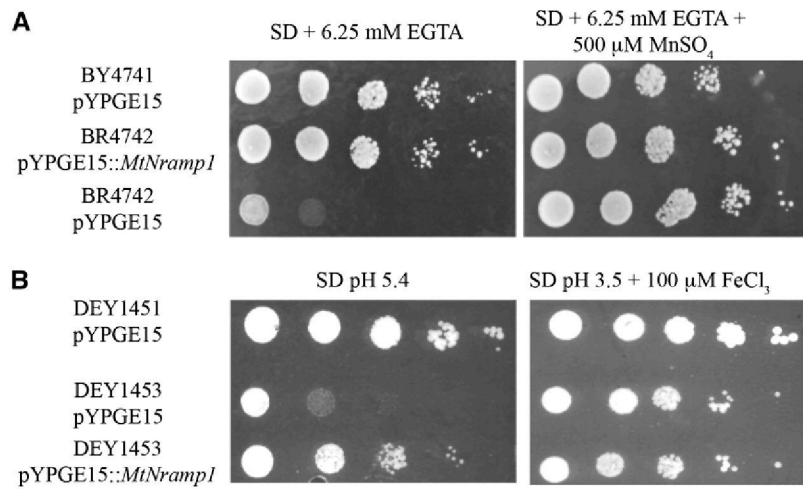 A
SD + 6.25 mM EGTA
SD + 6.25 mM EGTA +
500 µM MnSO4
BY4741
pYPGE15
BR4742
pYPGE15::MtNramp1
BR4742
pYPGE15
B
SD pH 5.4
SD pH 3.5 + 100 µM FeCl3
DEY1451
pYPGE15
DEY1453
pYPGE15
DEY1453
pYPGE15::MtNramp1